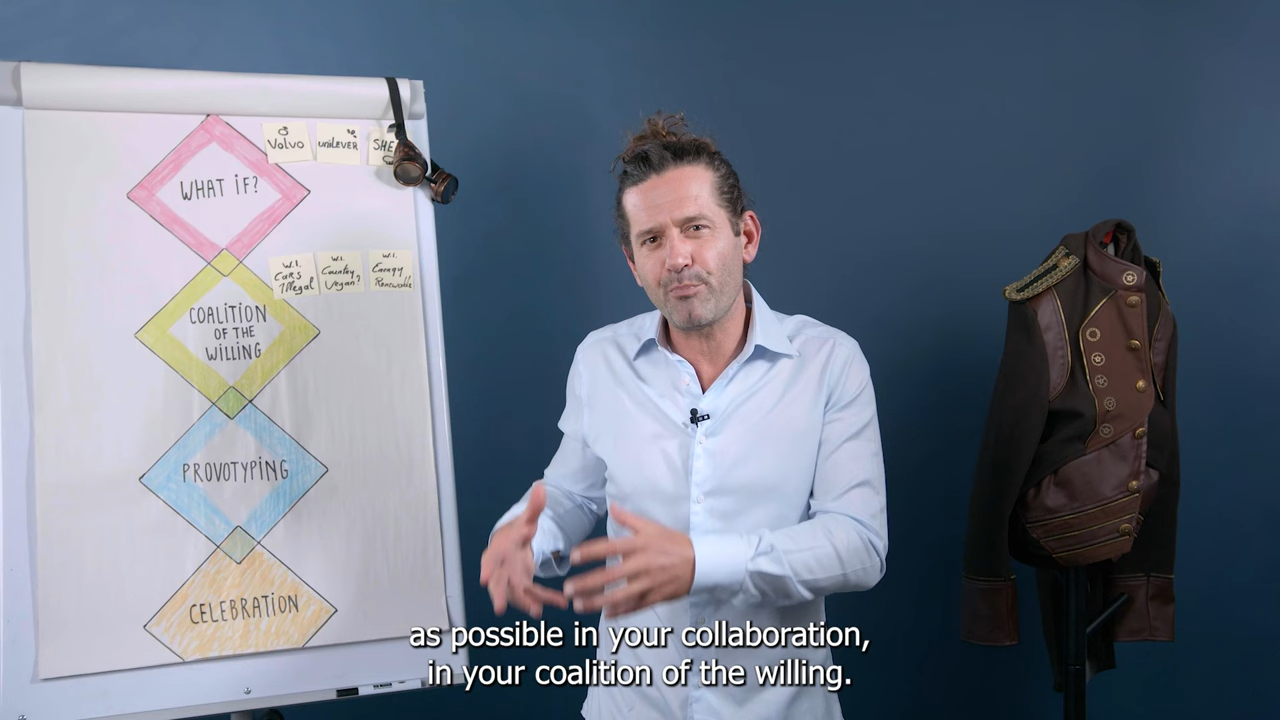 Volvo
UNILEVER
SHE
WHAT IF?
W.I.
CARS
Illegal
W.I.
Country
Vegan?
W.I.
Energy
Renewable
COALITION
OF THE
WILLING
PROVOTYPING
CELEBRATION
as possible in your collaboration,
in your coalition of the willing.